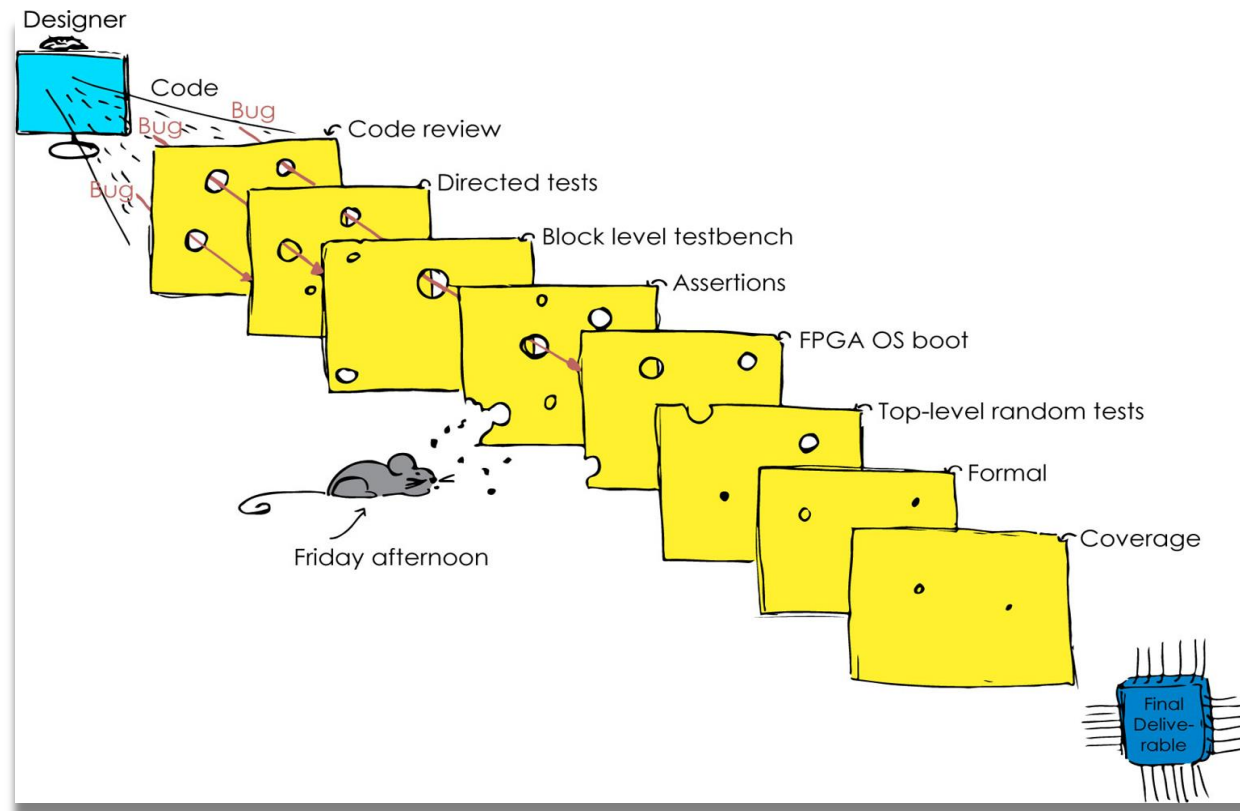 Designer
Code
Bug
Bug
Bug
Code review
Directed tests
Block level testbench
Assertions
FPGA OS boot
Top-level random tests
Formal
Coverage
Friday afternoon
Final
Delive-
rable